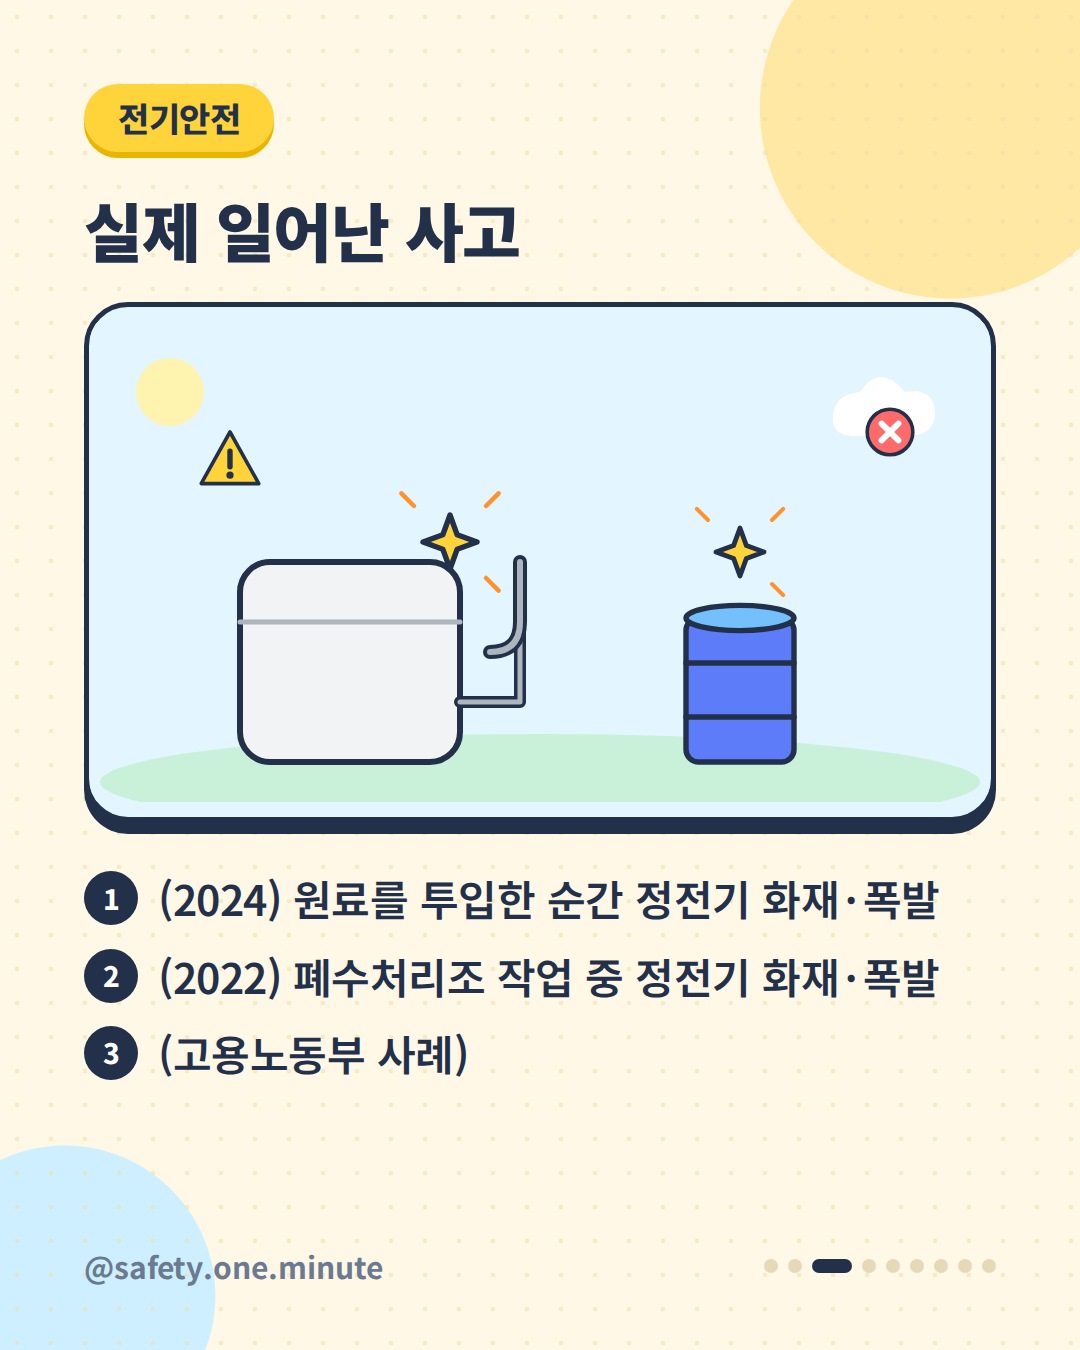 전기안전
실제 일어난 사고
1 (2024) 원료를 투입한 순간 정전기 화재·폭발
2 (2022) 폐수처리조 작업 중 정전기 화재·폭발
3 (고용노동부 사례)
@safety.one.minute